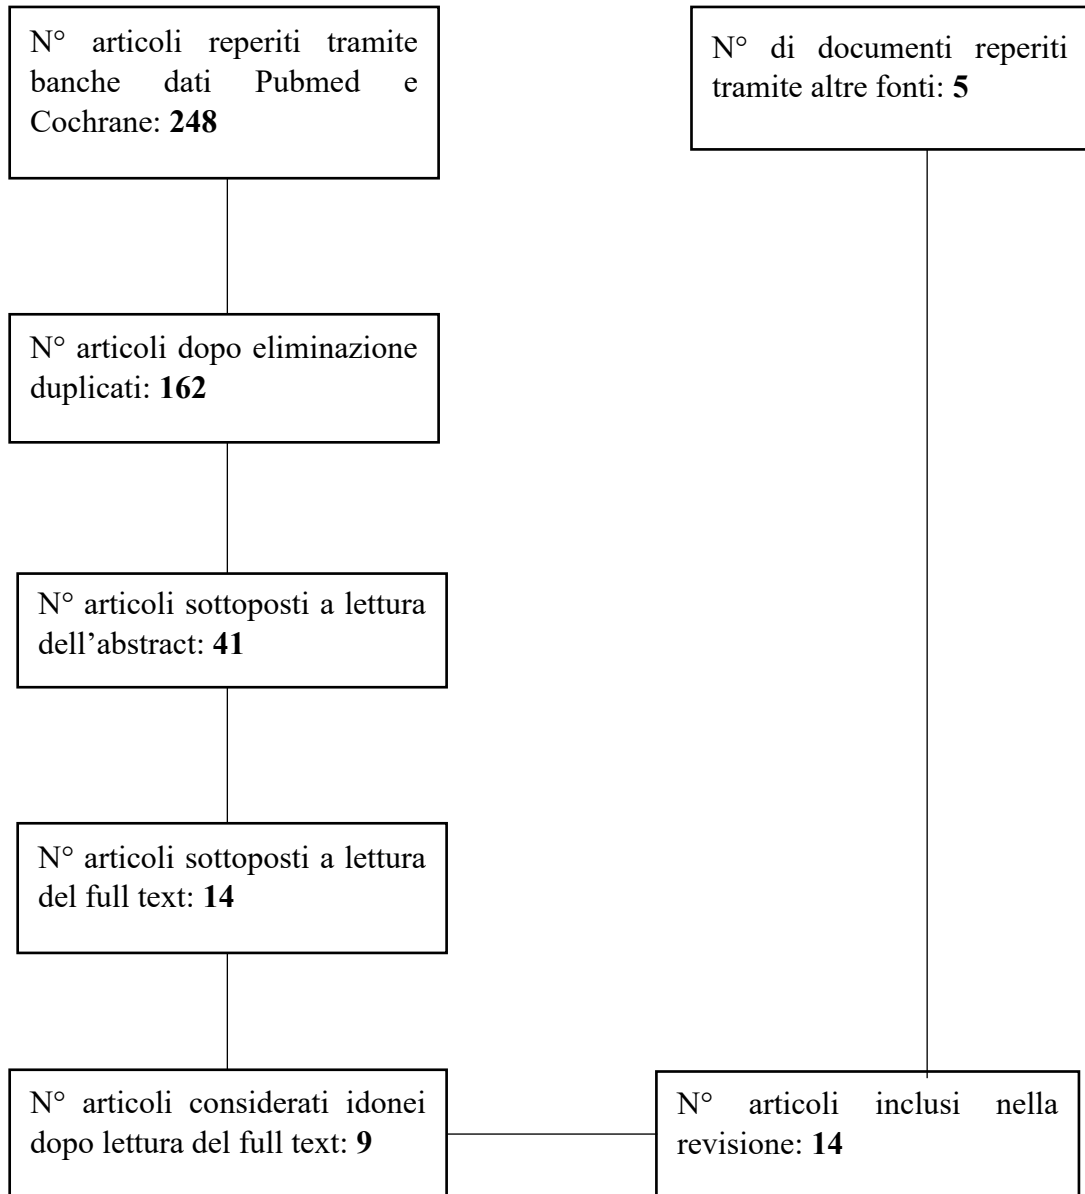 N° articoli reperiti tramite
banche dati Pubmed e
Cochrane: 248
N° di documenti reperiti
tramite altre fonti: 5
N° articoli dopo eliminazione
duplicati: 162
N° articoli sottoposti a lettura
dell’abstract: 41
N° articoli sottoposti a lettura
del full text: 14
N° articoli considerati idonei
dopo lettura del full text: 9
N° articoli inclusi nella
revisione: 14